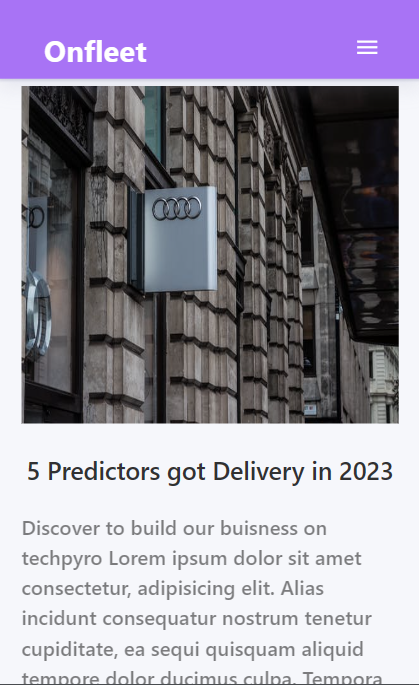 Onfleet
5 Predictors got Delivery in 2023
Discover to build our buisness on
techpyro Lorem ipsum dolor sit amet
consectetur, adipisicing elit. Alias
incidunt consequatur nostrum tenetur
cupiditate, ea sequi quisquam aliquid
tempore dolor ducimus culpa. Tempora